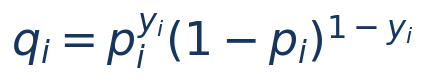 $q_i = p_i^{y_i}(1 - p_i)^{1 - y_i}$